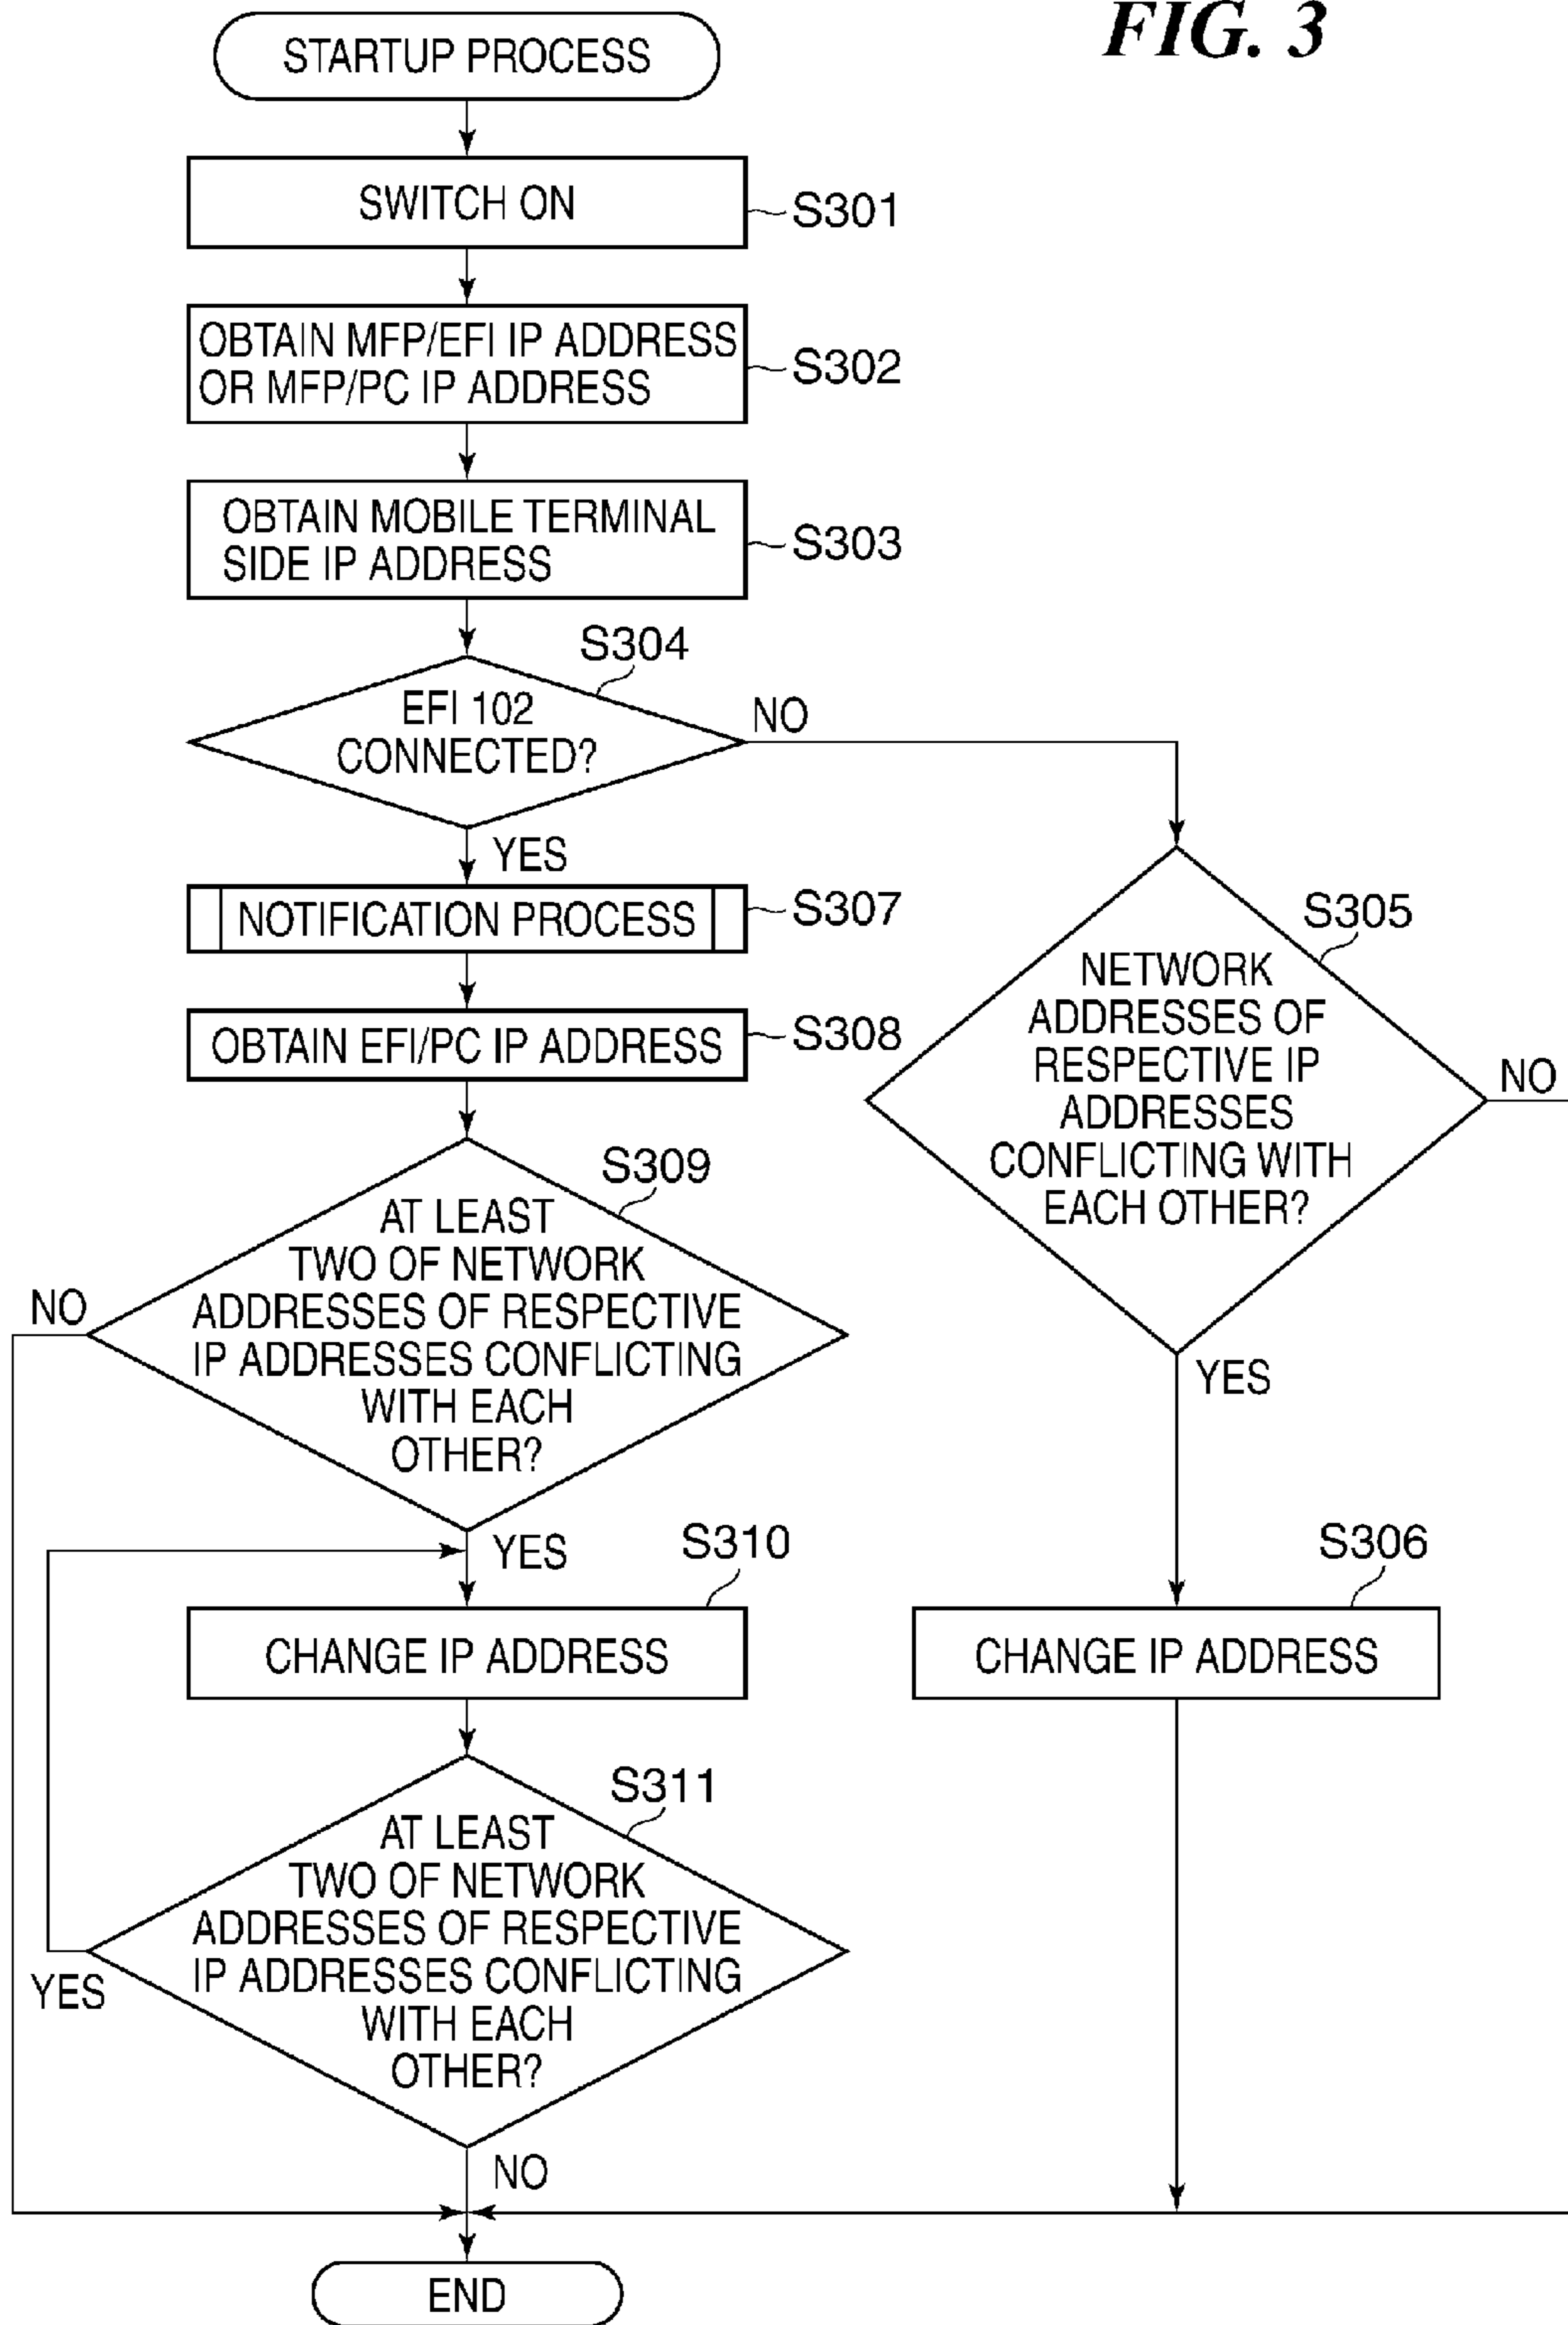 FIG. 3
STARTUP PROCESS
SWITCH ON
S301
OBTAIN MFP/EFI IP ADDRESS
OR MFP/PC IP ADDRESS
S302
OBTAIN MOBILE TERMINAL
SIDE IP ADDRESS
S303
S304
EFI 102
CONNECTED?
NO
YES
NOTIFICATION PROCESS
S307
OBTAIN EFI/PC IP ADDRESS
S308
S305
NETWORK
ADDRESSES OF
RESPECTIVE IP
ADDRESSES
CONFLICTING WITH
EACH OTHER?
NO
YES
S309
AT LEAST
TWO OF NETWORK
ADDRESSES OF RESPECTIVE
IP ADDRESSES CONFLICTING
WITH EACH
OTHER?
NO
YES
S310
CHANGE IP ADDRESS
S306
CHANGE IP ADDRESS
S311
AT LEAST
TWO OF NETWORK
ADDRESSES OF RESPECTIVE
IP ADDRESSES CONFLICTING
WITH EACH
OTHER?
YES
NO
END